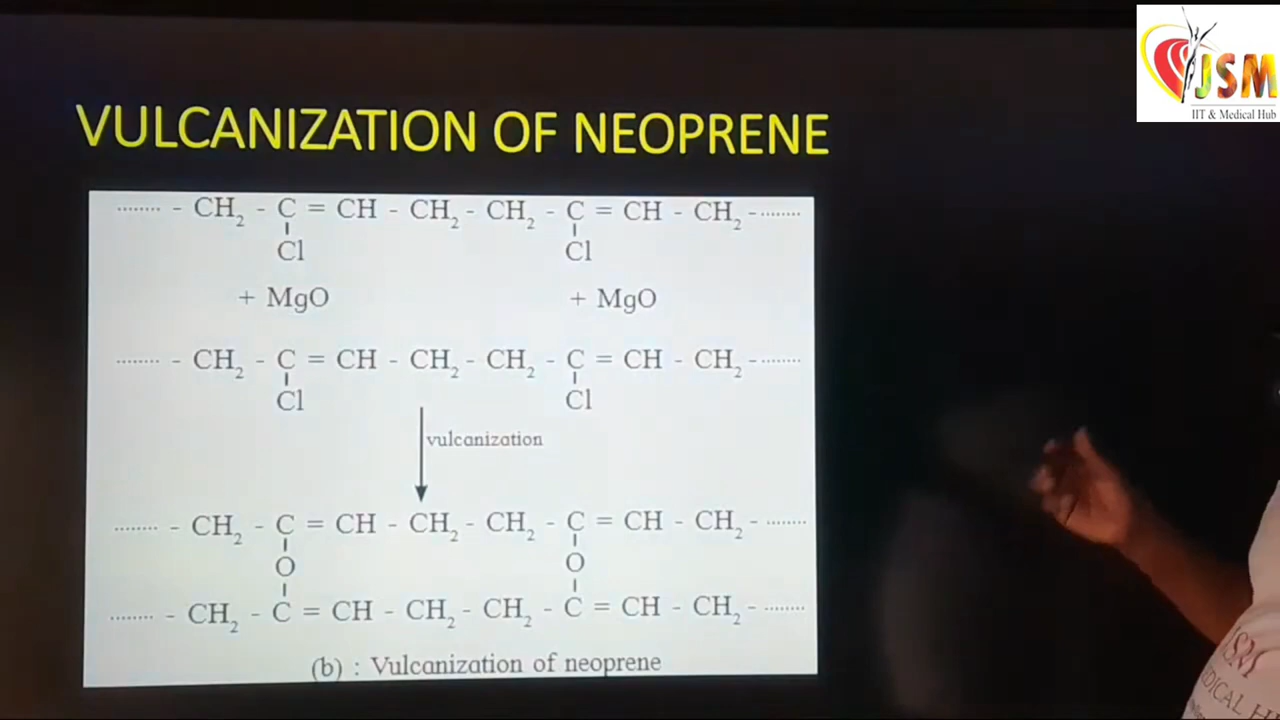 JSM
IIT & Medical Hub
VULCANIZATION OF NEOPRENE
........ - CH₂ - C = CH - CH₂ - CH₂ - C = CH - CH₂ - ........
Cl Cl
+ MgO + MgO
........ - CH₂ - C = CH - CH₂ - CH₂ - C = CH - CH₂ - ........
Cl Cl
vulcanization
........ - CH₂ - C = CH - CH₂ - CH₂ - C = CH - CH₂ - ........
O O
........ - CH₂ - C = CH - CH₂ - CH₂ - C = CH - CH₂ - ........
(b) : Vulcanization of neoprene